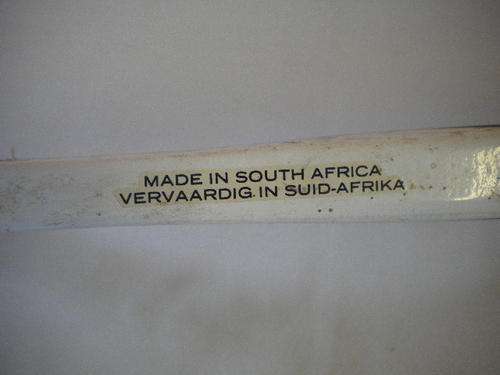 MADE IN SOUTH AFRICA
VERVAARDIG IN SUID-AFRIKA